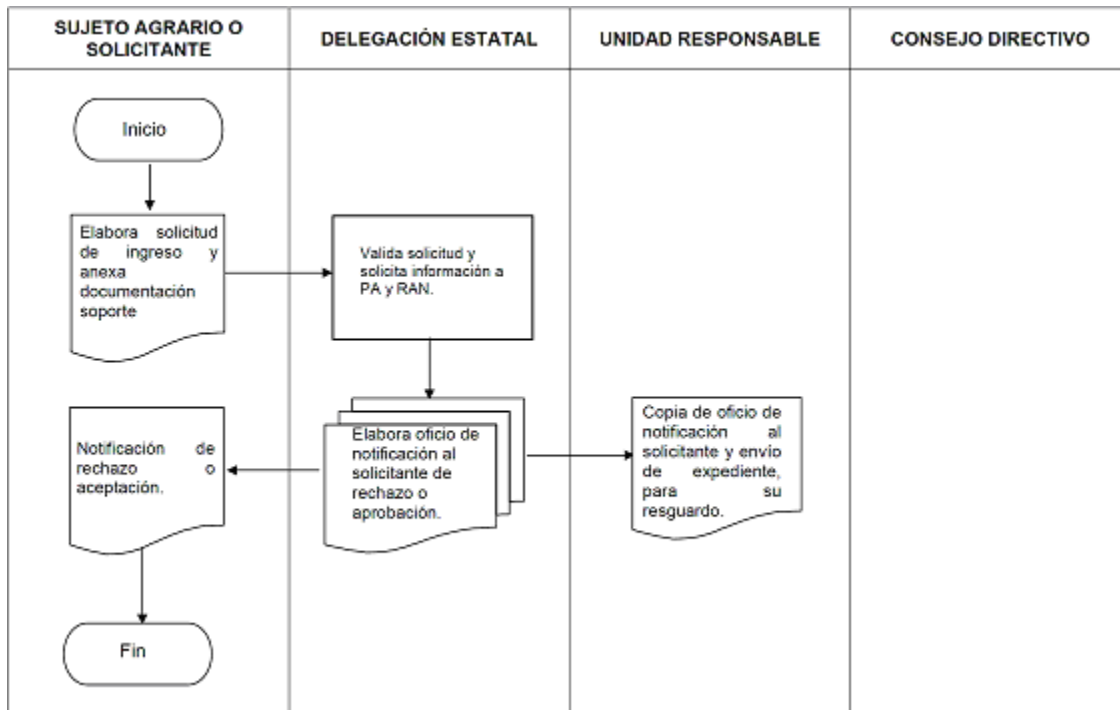 SUJETO AGRARIO O
SOLICITANTE
DELEGACIÓN ESTATAL
UNIDAD RESPONSABLE
CONSEJO DIRECTIVO
Inicio
Elabora solicitud
de ingreso y
anexa
documentación
soporte
Valida solicitud y
solicita información a
PA y RAN.
Elabora oficio de
notificación al
solicitante de
rechazo o
aprobación.
Copia de oficio de
notificación al
solicitante y envío
de expediente,
para su
resguardo.
Notificación de
rechazo o
aceptación.
Fin